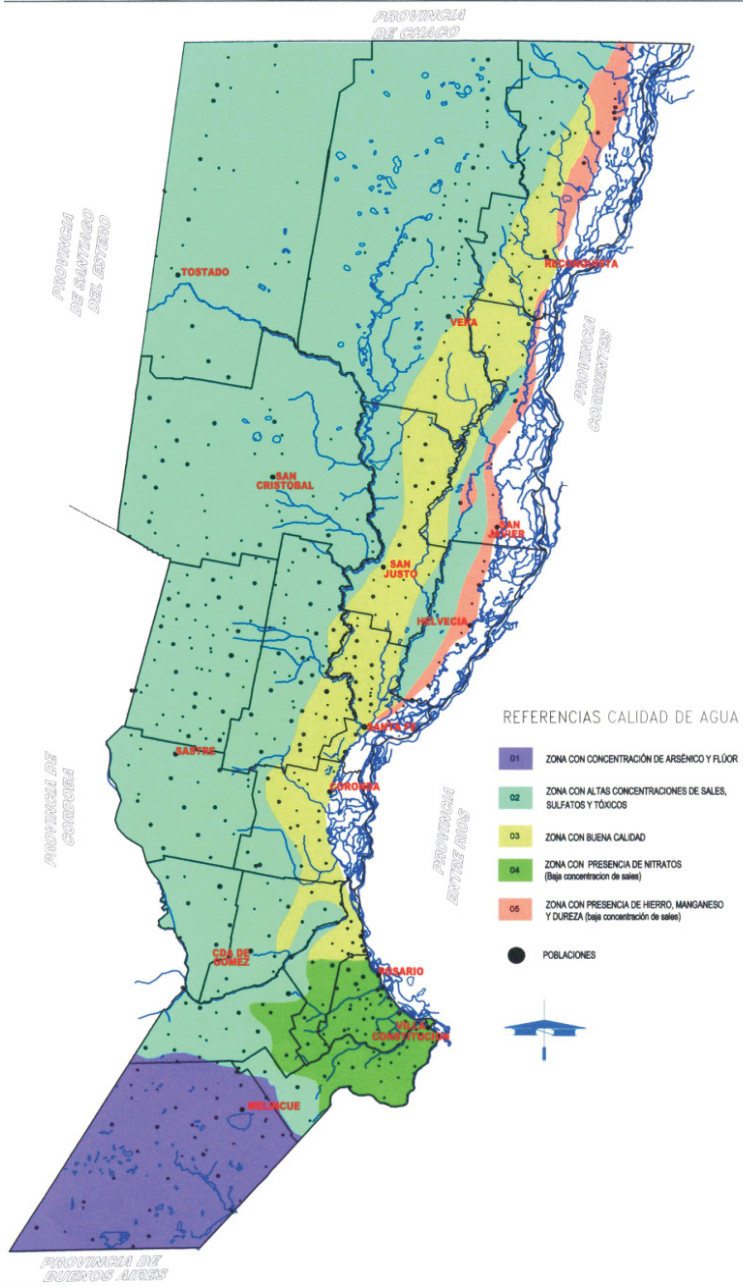 PROVINCIA
DE CHACO
PROVINCIA
DE SANTIAGO
DEL ESTERO
TOSTADO
RECONQUISTA
VERA
PROVINCIA
CORRIENTES
SAN
CRISTOBAL
SAN
JAVIER
SAN
JUSTO
HELVECIA
SANTA FE
SASTRE
PROVINCIA DE
CORDOBA
CORONDA
PROVINCIA
ENTRE RIOS
CDA DE
GOMEZ
ROSARIO
VILLA
CONSTITUCION
MELINCUE
PROVINCIA DE
BUENOS AIRES
REFERENCIAS CALIDAD DE AGUA
01 ZONA CON CONCENTRACIÓN DE ARSÉNICO Y FLÚOR
02 ZONA CON ALTAS CONCENTRACIONES DE SALES,
SULFATOS Y TÓXICOS
03 ZONA CON BUENA CALIDAD
04 ZONA CON PRESENCIA DE NITRATOS
(Baja concentracion de sales)
05 ZONA CON PRESENCIA DE HIERRO, MANGANESO
Y DUREZA (baja concentración de sales)
POBLACIONES